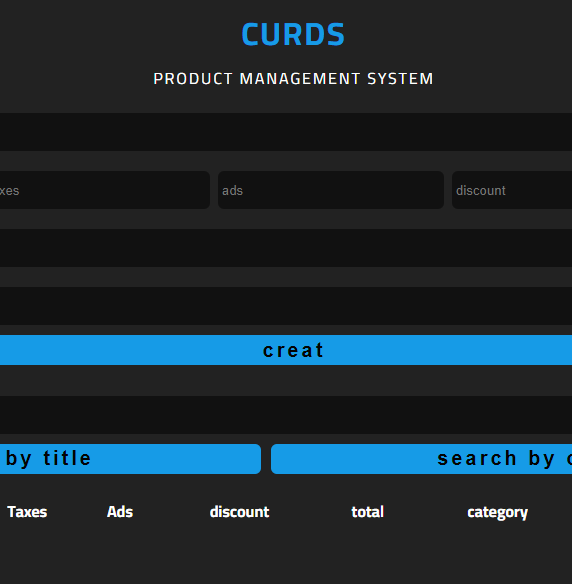 CURDS
PRODUCT MANAGEMENT SYSTEM
xes ads discount
creat
by title search by c
Taxes Ads discount total category